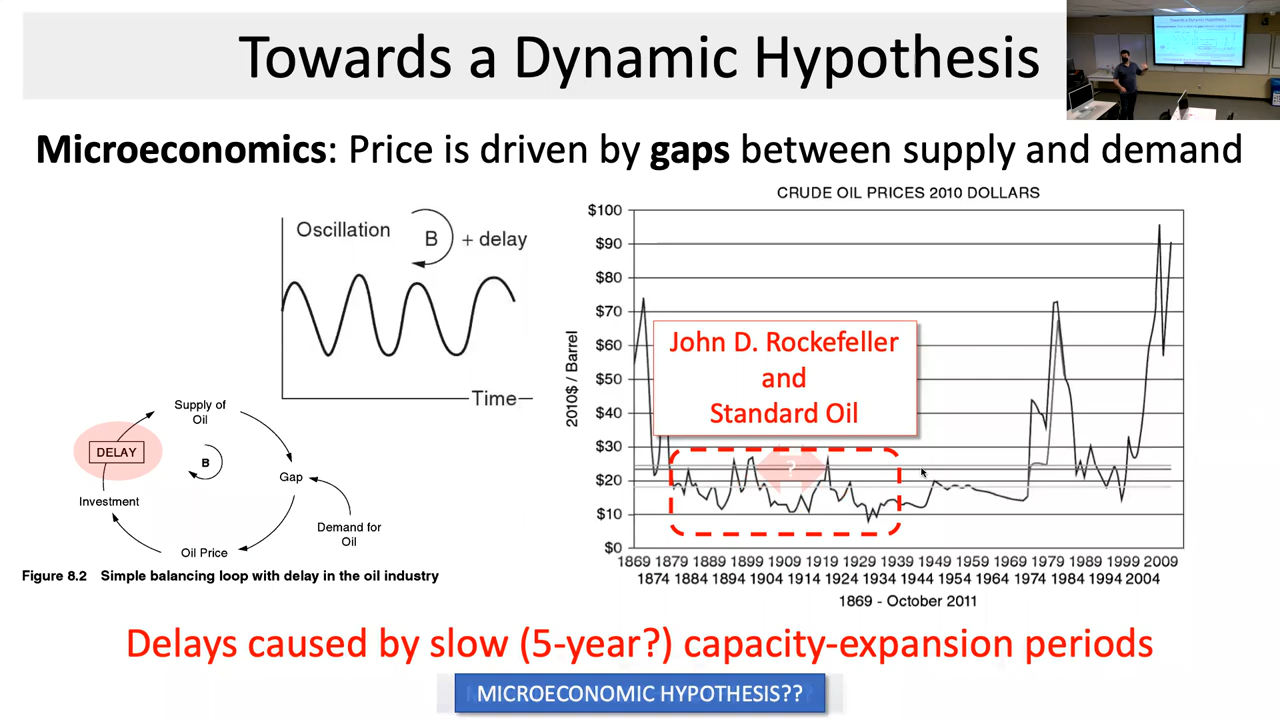 Towards a Dynamic Hypothesis
Microeconomics: Price is driven by gaps between supply and demand
Oscillation
B
+ delay
Time
Supply of
Oil
DELAY
B
Gap
Investment
Demand for
Oil
Oil Price
Figure 8.2 Simple balancing loop with delay in the oil industry
CRUDE OIL PRICES 2010 DOLLARS
2010$ / Barrel
$100
$90
$80
$70
$60
$50
$40
$30
$20
$10
$0
John D. Rockefeller
and
Standard Oil
?
1869 1879 1889 1899 1909 1919 1929 1939 1949 1959 1969 1979 1989 1999 2009
1874 1884 1894 1904 1914 1924 1934 1944 1954 1964 1974 1984 1994 2004
1869 - October 2011
Delays caused by slow (5-year?) capacity-expansion periods
MICROECONOMIC HYPOTHESIS??